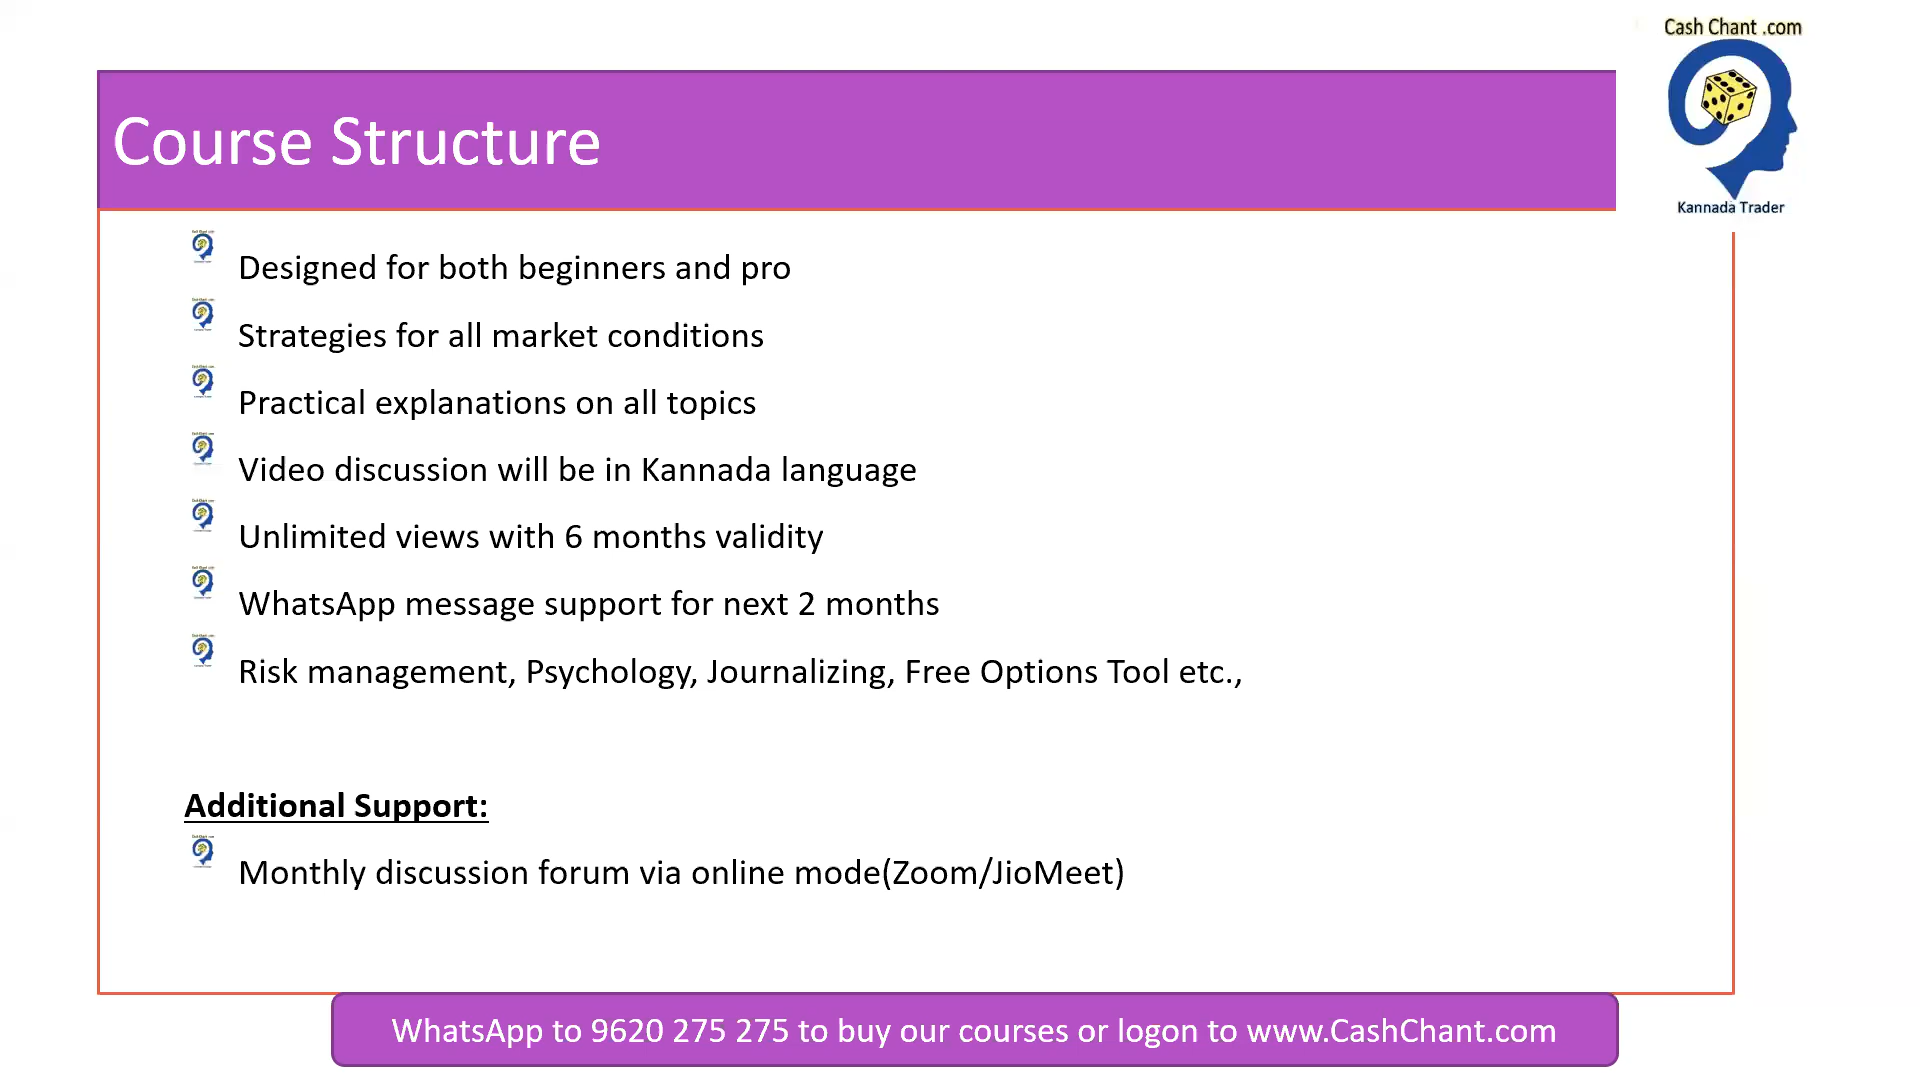 Cash Chant .com
Course Structure
Kannada Trader
Designed for both beginners and pro
Strategies for all market conditions
Practical explanations on all topics
Video discussion will be in Kannada language
Unlimited views with 6 months validity
WhatsApp message support for next 2 months
Risk management, Psychology, Journalizing, Free Options Tool etc.,
Additional Support:
Monthly discussion forum via online mode(Zoom/JioMeet)
WhatsApp to 9620 275 275 to buy our courses or logon to www.CashChant.com